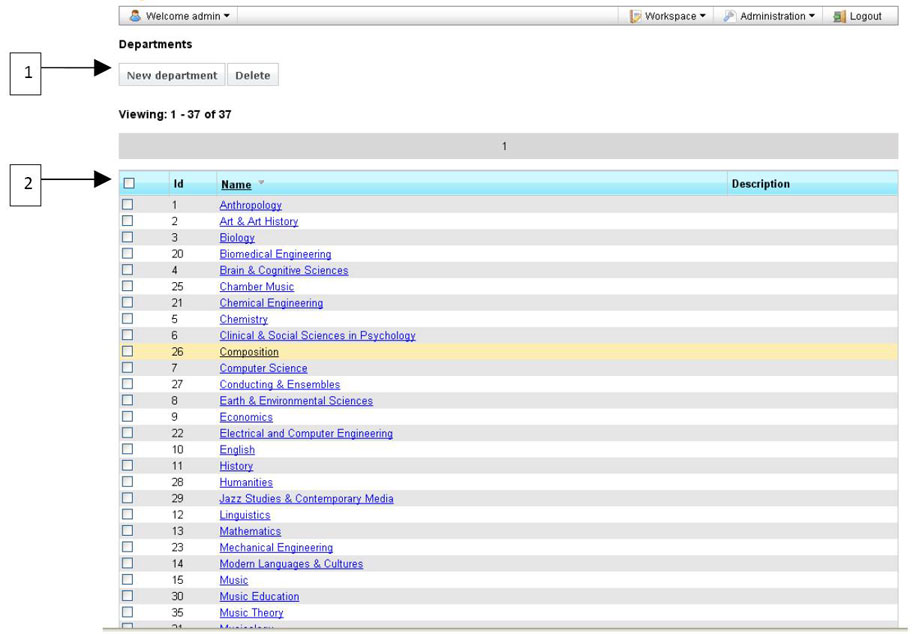 Welcome admin Workspace Administration Logout
Departments
1
New department Delete
Viewing: 1 - 37 of 37
1
2
Id Name Description
1 Anthropology
2 Art & Art History
3 Biology
20 Biomedical Engineering
4 Brain & Cognitive Sciences
25 Chamber Music
21 Chemical Engineering
5 Chemistry
6 Clinical & Social Sciences in Psychology
26 Composition
7 Computer Science
27 Conducting & Ensembles
8 Earth & Environmental Sciences
9 Economics
22 Electrical and Computer Engineering
10 English
11 History
28 Humanities
29 Jazz Studies & Contemporary Media
12 Linguistics
13 Mathematics
23 Mechanical Engineering
14 Modern Languages & Cultures
15 Music
30 Music Education
35 Music Theory